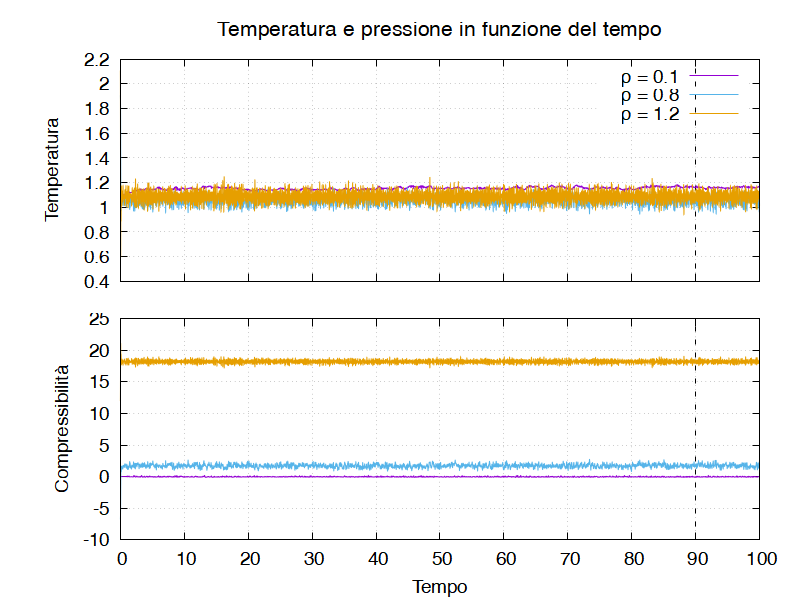 Temperatura e pressione in funzione del tempo
2.2
2
1.8
1.6
1.4
1.2
1
0.8
0.6
0.4
Temperatura
ρ = 0.1
ρ = 0.8
ρ = 1.2
25
20
15
10
5
0
-5
-10
Compressibilità
0 10 20 30 40 50 60 70 80 90 100
Tempo